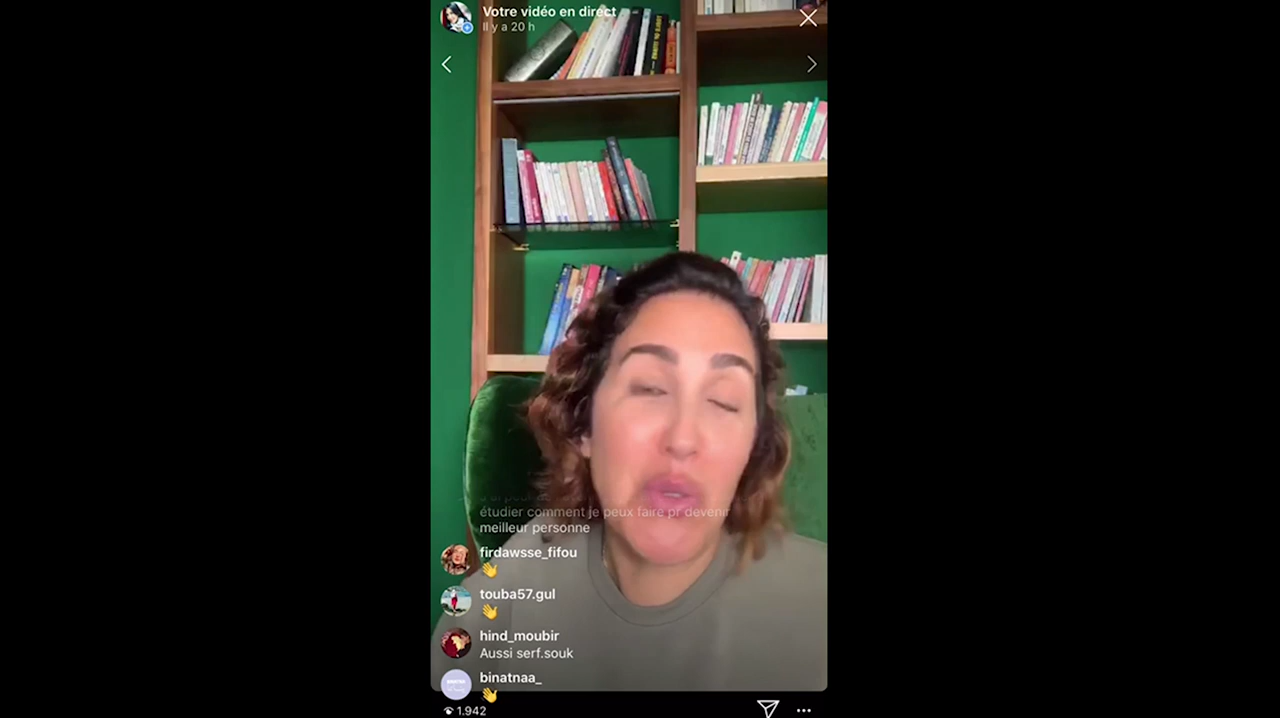 Votre vidéo en direct
Il y a 20 h
étudier comment je peux faire pr devenir
meilleur personne
firdawsse_fifou
👋
touba57.gul
👋
hind_moubir
Aussi serf.souk
binatnaa_
👋
1.942